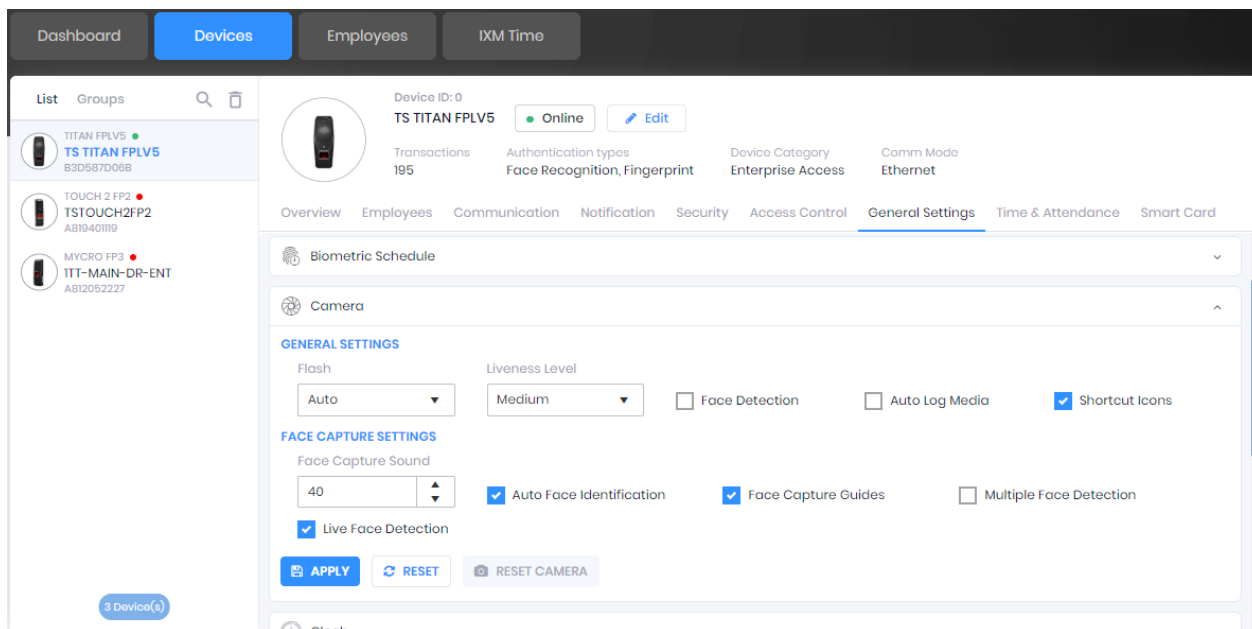 Dashboard Devices Employees IXM Time
List Groups
TITAN FPLV5
TS TITAN FPLV5
B3D587D06B
TOUCH 2 FP2
TSTOUCH2FP2
A819401119
MYCRO FP3
1TT-MAIN-DR-ENT
A812052227
3 Device(s)
Device ID: 0
TS TITAN FPLV5 Online Edit
Transactions Authentication types Device Category Comm Mode
195 Face Recognition, Fingerprint Enterprise Access Ethernet
Overview Employees Communication Notification Security Access Control General Settings Time & Attendance Smart Card
Biometric Schedule
Camera
GENERAL SETTINGS
Flash Liveness Level
Auto Medium Face Detection Auto Log Media Shortcut Icons
FACE CAPTURE SETTINGS
Face Capture Sound
40 Auto Face Identification Face Capture Guides Multiple Face Detection
Live Face Detection
APPLY RESET RESET CAMERA
Clock